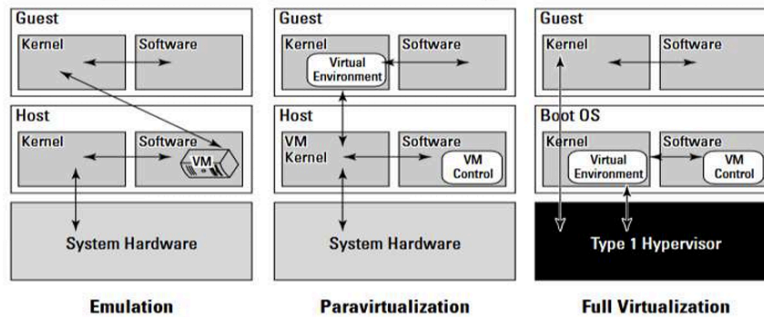 Guest
Kernel
Software
Host
Kernel
Software
VM
System Hardware
Emulation
Guest
Kernel
Software
Virtual
Environment
Host
VM
Kernel
Software
VM
Control
System Hardware
Paravirtualization
Guest
Kernel
Software
Boot OS
Kernel
Software
Virtual
Environment
VM
Control
Type 1 Hypervisor
Full Virtualization